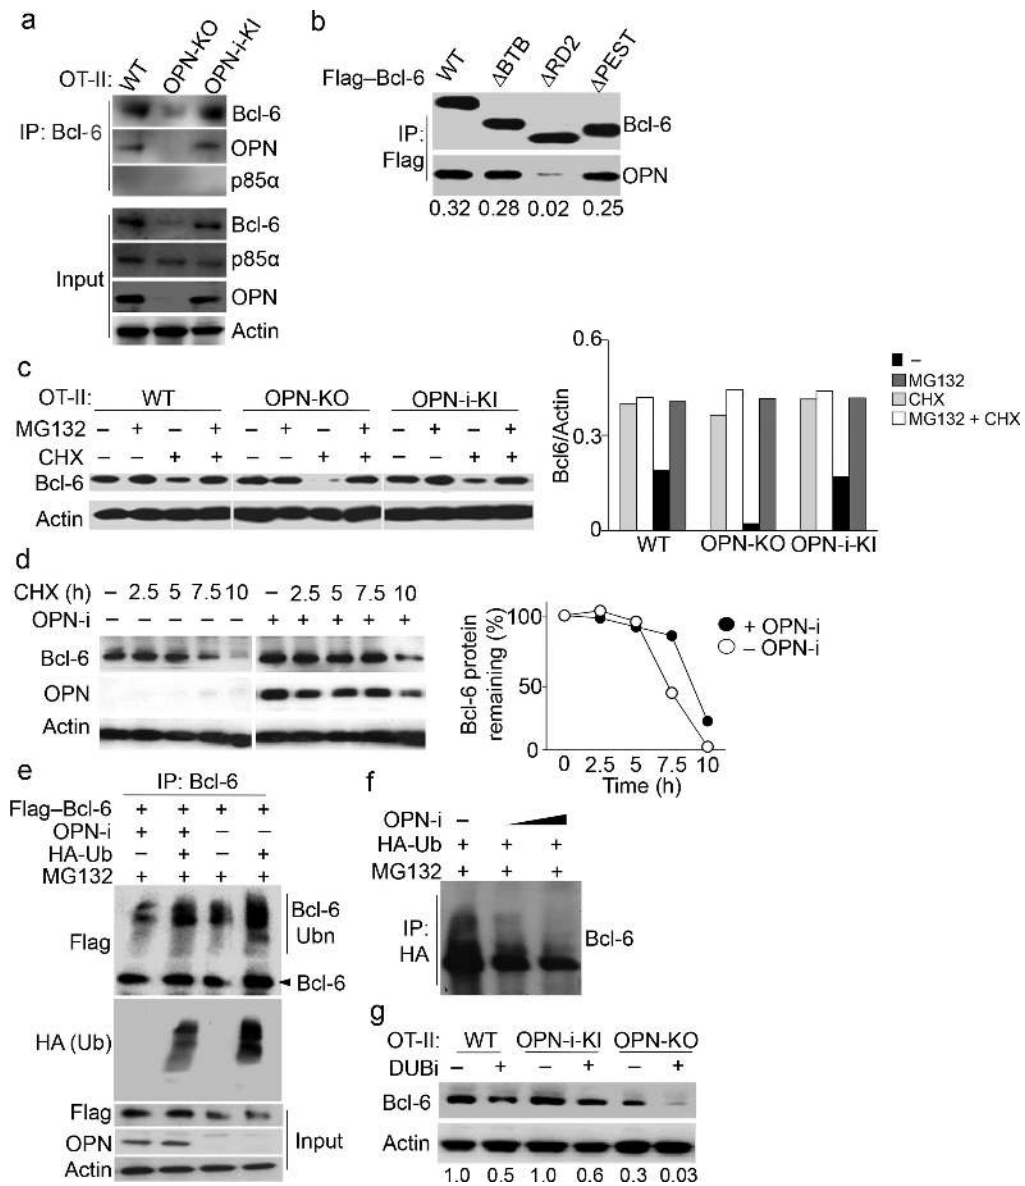 a
OT-II: WT OPN-KO OPN-i-KI
IP: Bcl-6
Bcl-6
OPN
p85α
Input
Bcl-6
p85α
OPN
Actin
b
Flag–Bcl-6 WT ΔBTB ΔRD2 ΔPEST
IP: Flag
Bcl-6
OPN
0.32 0.28 0.02 0.25
c
OT-II: WT OPN-KO OPN-i-KI
MG132 – + – + – + – + – + – +
CHX – – + + – – + + – – + +
Bcl-6
Actin
Bcl6/Actin
0.6
0.3
0
WT OPN-KO OPN-i-KI
–
MG132
CHX
MG132 + CHX
d
CHX (h) – 2.5 5 7.5 10 – 2.5 5 7.5 10
OPN-i – – – – – + + + + +
Bcl-6
OPN
Actin
Bcl-6 protein
remaining (%)
100
50
0
0 2.5 5 7.5 10
Time (h)
+ OPN-i
– OPN-i
e
IP: Bcl-6
Flag–Bcl-6 + + + +
OPN-i + + – –
HA-Ub – + – +
MG132 + + + +
Flag
Bcl-6
Ubn
Bcl-6
HA (Ub)
Flag
OPN
Actin
Input
f
OPN-i –
HA-Ub + + +
MG132 + + +
IP:
HA
Bcl-6
g
OT-II: WT OPN-i-KI OPN-KO
DUBi – + – + – +
Bcl-6
Actin
1.0 0.5 1.0 0.6 0.3 0.03